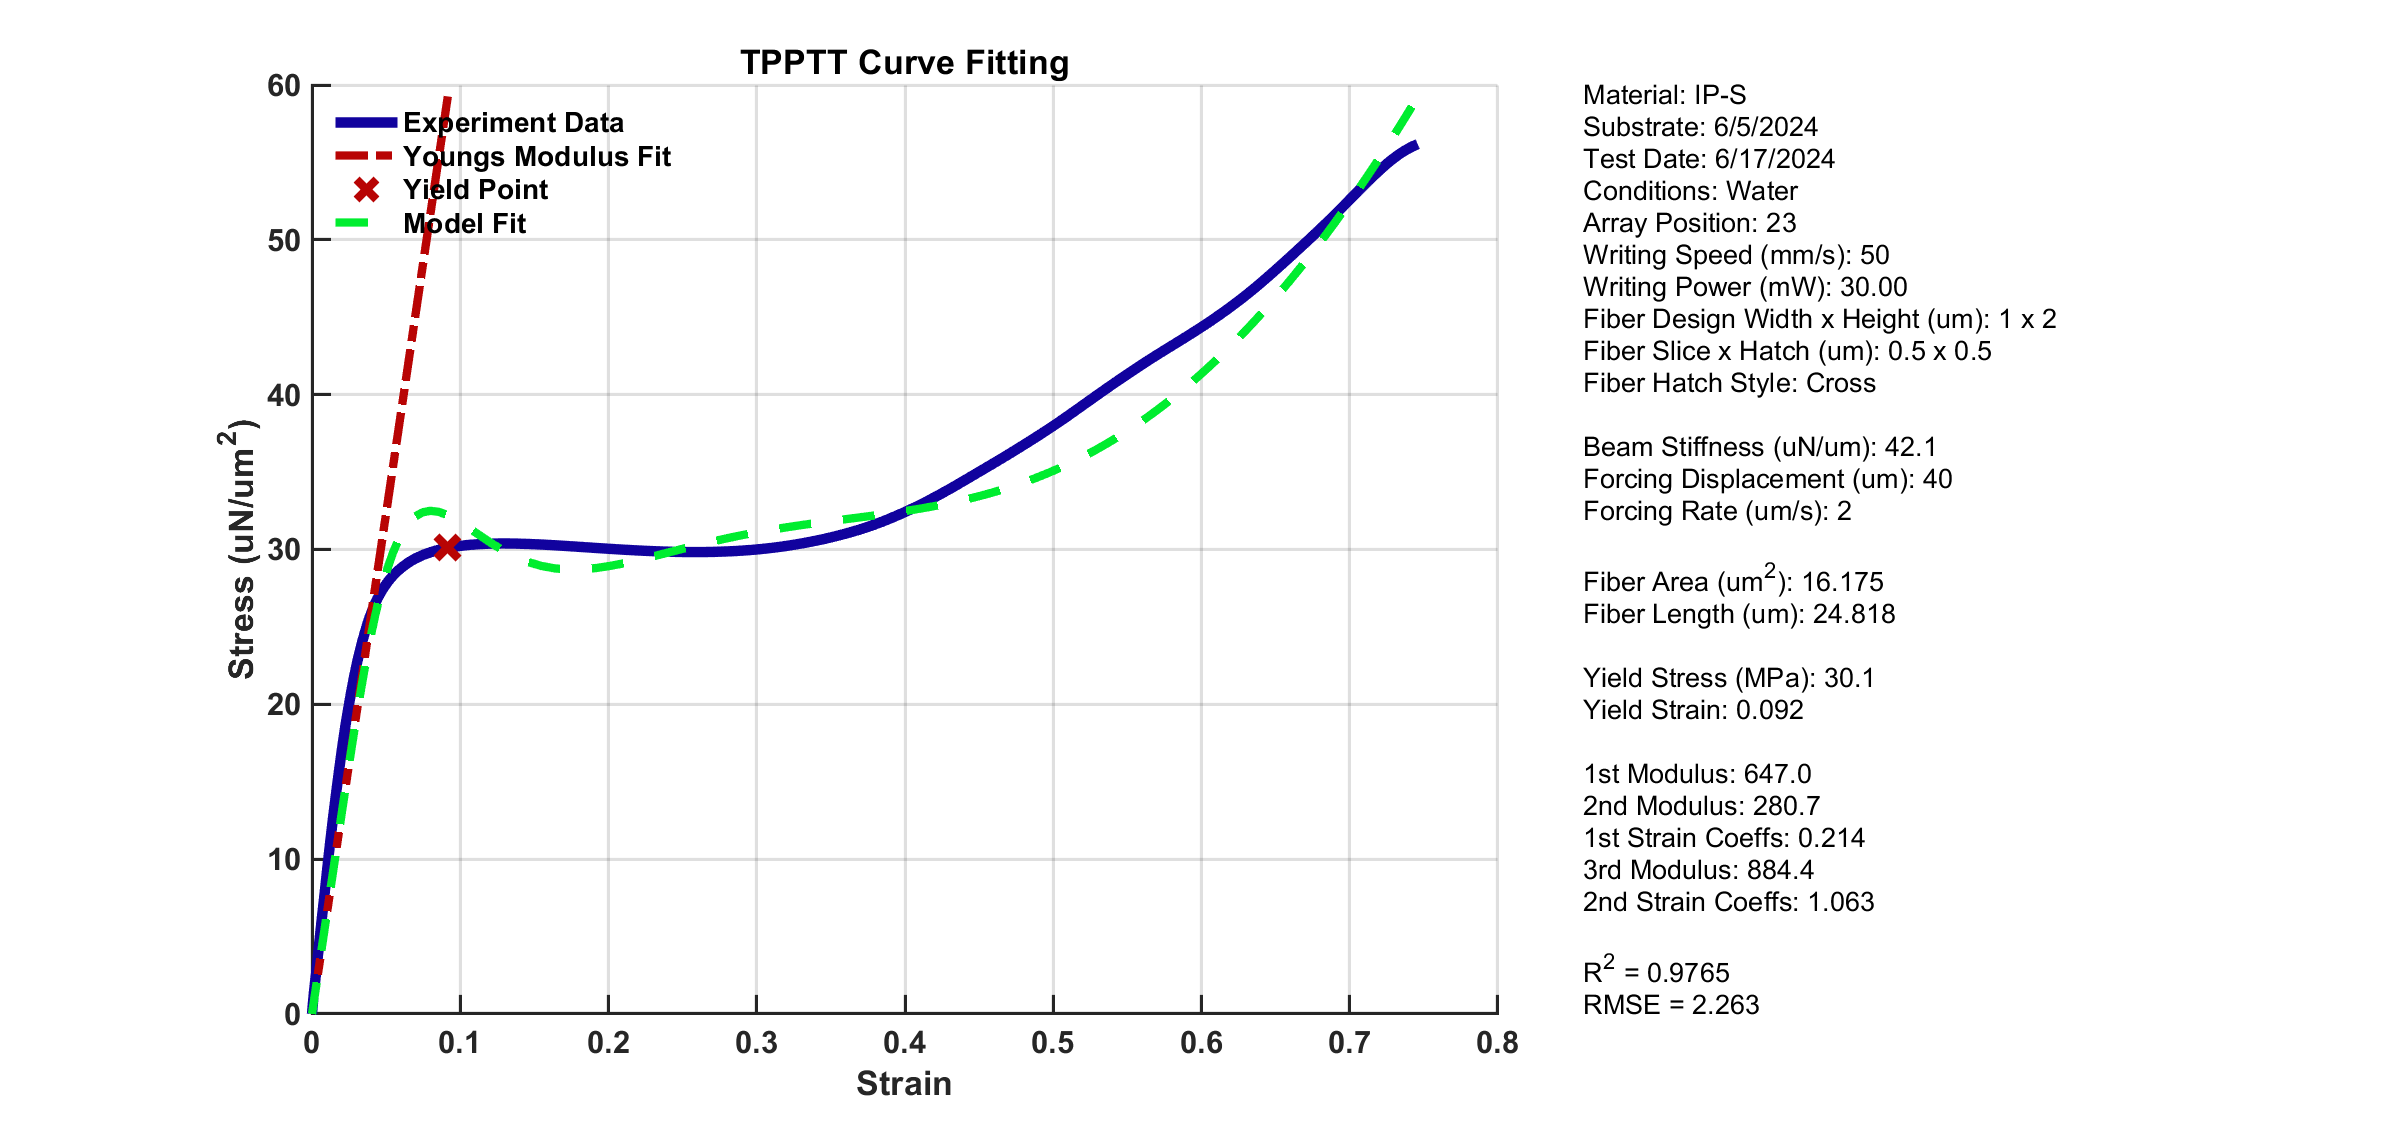 TPPTT Curve Fitting
60
50
40
30
20
10
0
Stress (uN/um²)
Experiment Data
Youngs Modulus Fit
Yield Point
Model Fit
0 0.1 0.2 0.3 0.4 0.5 0.6 0.7 0.8
Strain
Material: IP-S
Substrate: 6/5/2024
Test Date: 6/17/2024
Conditions: Water
Array Position: 23
Writing Speed (mm/s): 50
Writing Power (mW): 30.00
Fiber Design Width x Height (um): 1 x 2
Fiber Slice x Hatch (um): 0.5 x 0.5
Fiber Hatch Style: Cross
Beam Stiffness (uN/um): 42.1
Forcing Displacement (um): 40
Forcing Rate (um/s): 2
Fiber Area (um²): 16.175
Fiber Length (um): 24.818
Yield Stress (MPa): 30.1
Yield Strain: 0.092
1st Modulus: 647.0
2nd Modulus: 280.7
1st Strain Coeffs: 0.214
3rd Modulus: 884.4
2nd Strain Coeffs: 1.063
R² = 0.9765
RMSE = 2.263